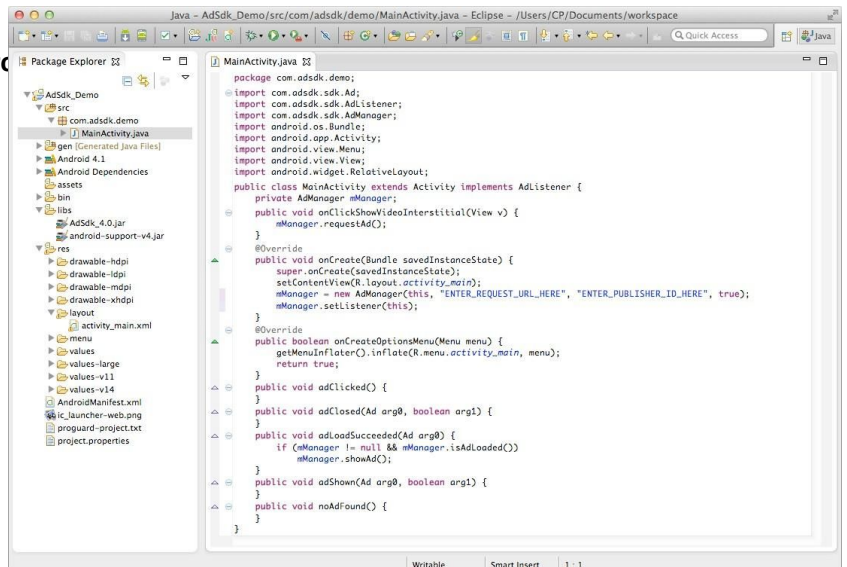 Java - AdSdk_Demo/src/com/adsdk/demo/MainActivity.java - Eclipse - /Users/CP/Documents/workspace
Quick Access
Java
Package Explorer
AdSdk_Demo
src
com.adsdk.demo
MainActivity.java
gen [Generated Java Files]
Android 4.1
Android Dependencies
assets
bin
libs
AdSdk_4.0.jar
android-support-v4.jar
res
drawable-hdpi
drawable-ldpi
drawable-mdpi
drawable-xhdpi
layout
activity_main.xml
menu
values
values-large
values-v11
values-v14
AndroidManifest.xml
ic_launcher-web.png
proguard-project.txt
project.properties
MainActivity.java
package com.adsdk.demo;
import com.adsdk.sdk.Ad;
import com.adsdk.sdk.AdListener;
import com.adsdk.sdk.AdManager;
import android.os.Bundle;
import android.app.Activity;
import android.view.Menu;
import android.view.View;
import android.widget.RelativeLayout;
public class MainActivity extends Activity implements AdListener {
private AdManager mManager;
public void onClickShowVideoInterstitial(View v) {
mManager.requestAd();
}
@Override
public void onCreate(Bundle savedInstanceState) {
super.onCreate(savedInstanceState);
setContentView(R.layout.activity_main);
mManager = new AdManager(this, "ENTER_REQUEST_URL_HERE", "ENTER_PUBLISHER_ID_HERE", true);
mManager.setListener(this);
}
@Override
public boolean onCreateOptionsMenu(Menu menu) {
getMenuInflater().inflate(R.menu.activity_main, menu);
return true;
}
public void adClicked() {
}
public void adClosed(Ad arg0, boolean arg1) {
}
public void adLoadSucceeded(Ad arg0) {
if (mManager != null && mManager.isAdLoaded())
mManager.showAd();
}
public void adShown(Ad arg0, boolean arg1) {
}
public void noAdFound() {
}
}
Writable
Smart Insert
1 : 1